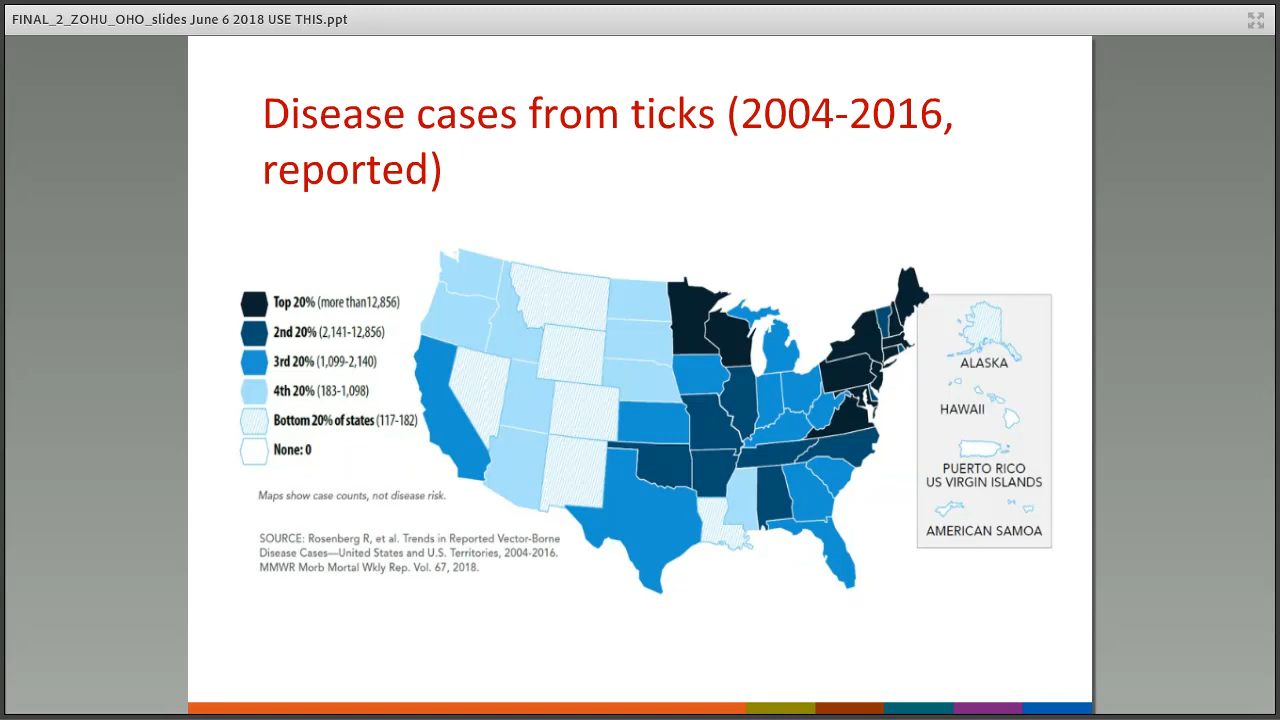 FINAL_2_ZOHU_OHO_slides June 6 2018 USE THIS.ppt
Disease cases from ticks (2004-2016,
reported)
Top 20% (more than12,856)
2nd 20% (2,141-12,856)
3rd 20% (1,099-2,140)
4th 20% (183-1,098)
Bottom 20% of states (117-182)
None: 0
Maps show case counts, not disease risk.
SOURCE: Rosenberg R, et al. Trends in Reported Vector-Borne
Disease Cases—United States and U.S. Territories, 2004-2016.
MMWR Morb Mortal Wkly Rep. Vol. 67, 2018.
ALASKA
HAWAII
PUERTO RICO
US VIRGIN ISLANDS
AMERICAN SAMOA